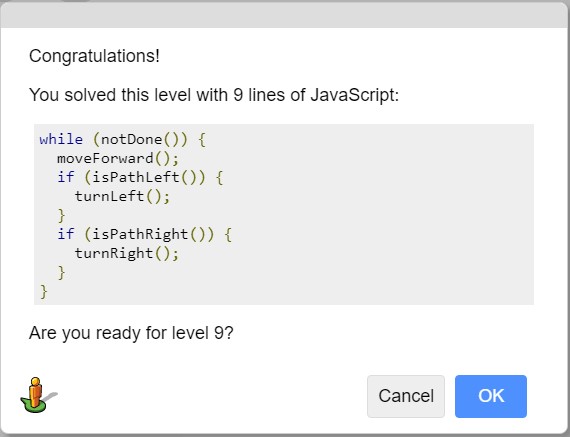 Congratulations!
You solved this level with 9 lines of JavaScript:
while (notDone()) {
  moveForward();
  if (isPathLeft()) {
    turnLeft();
  }
  if (isPathRight()) {
    turnRight();
  }
}
Are you ready for level 9?
Cancel OK